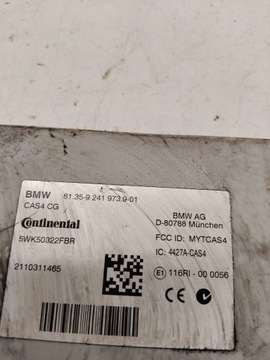 BMW 61.35-9 241 973.9-01
CAS4 CG
BMW AG
D-80788 München
Continental
5WK50322FBR
FCC ID: MYTCAS4
IC: 4427A-CAS4
2110311465
E1 116RI - 00 0056